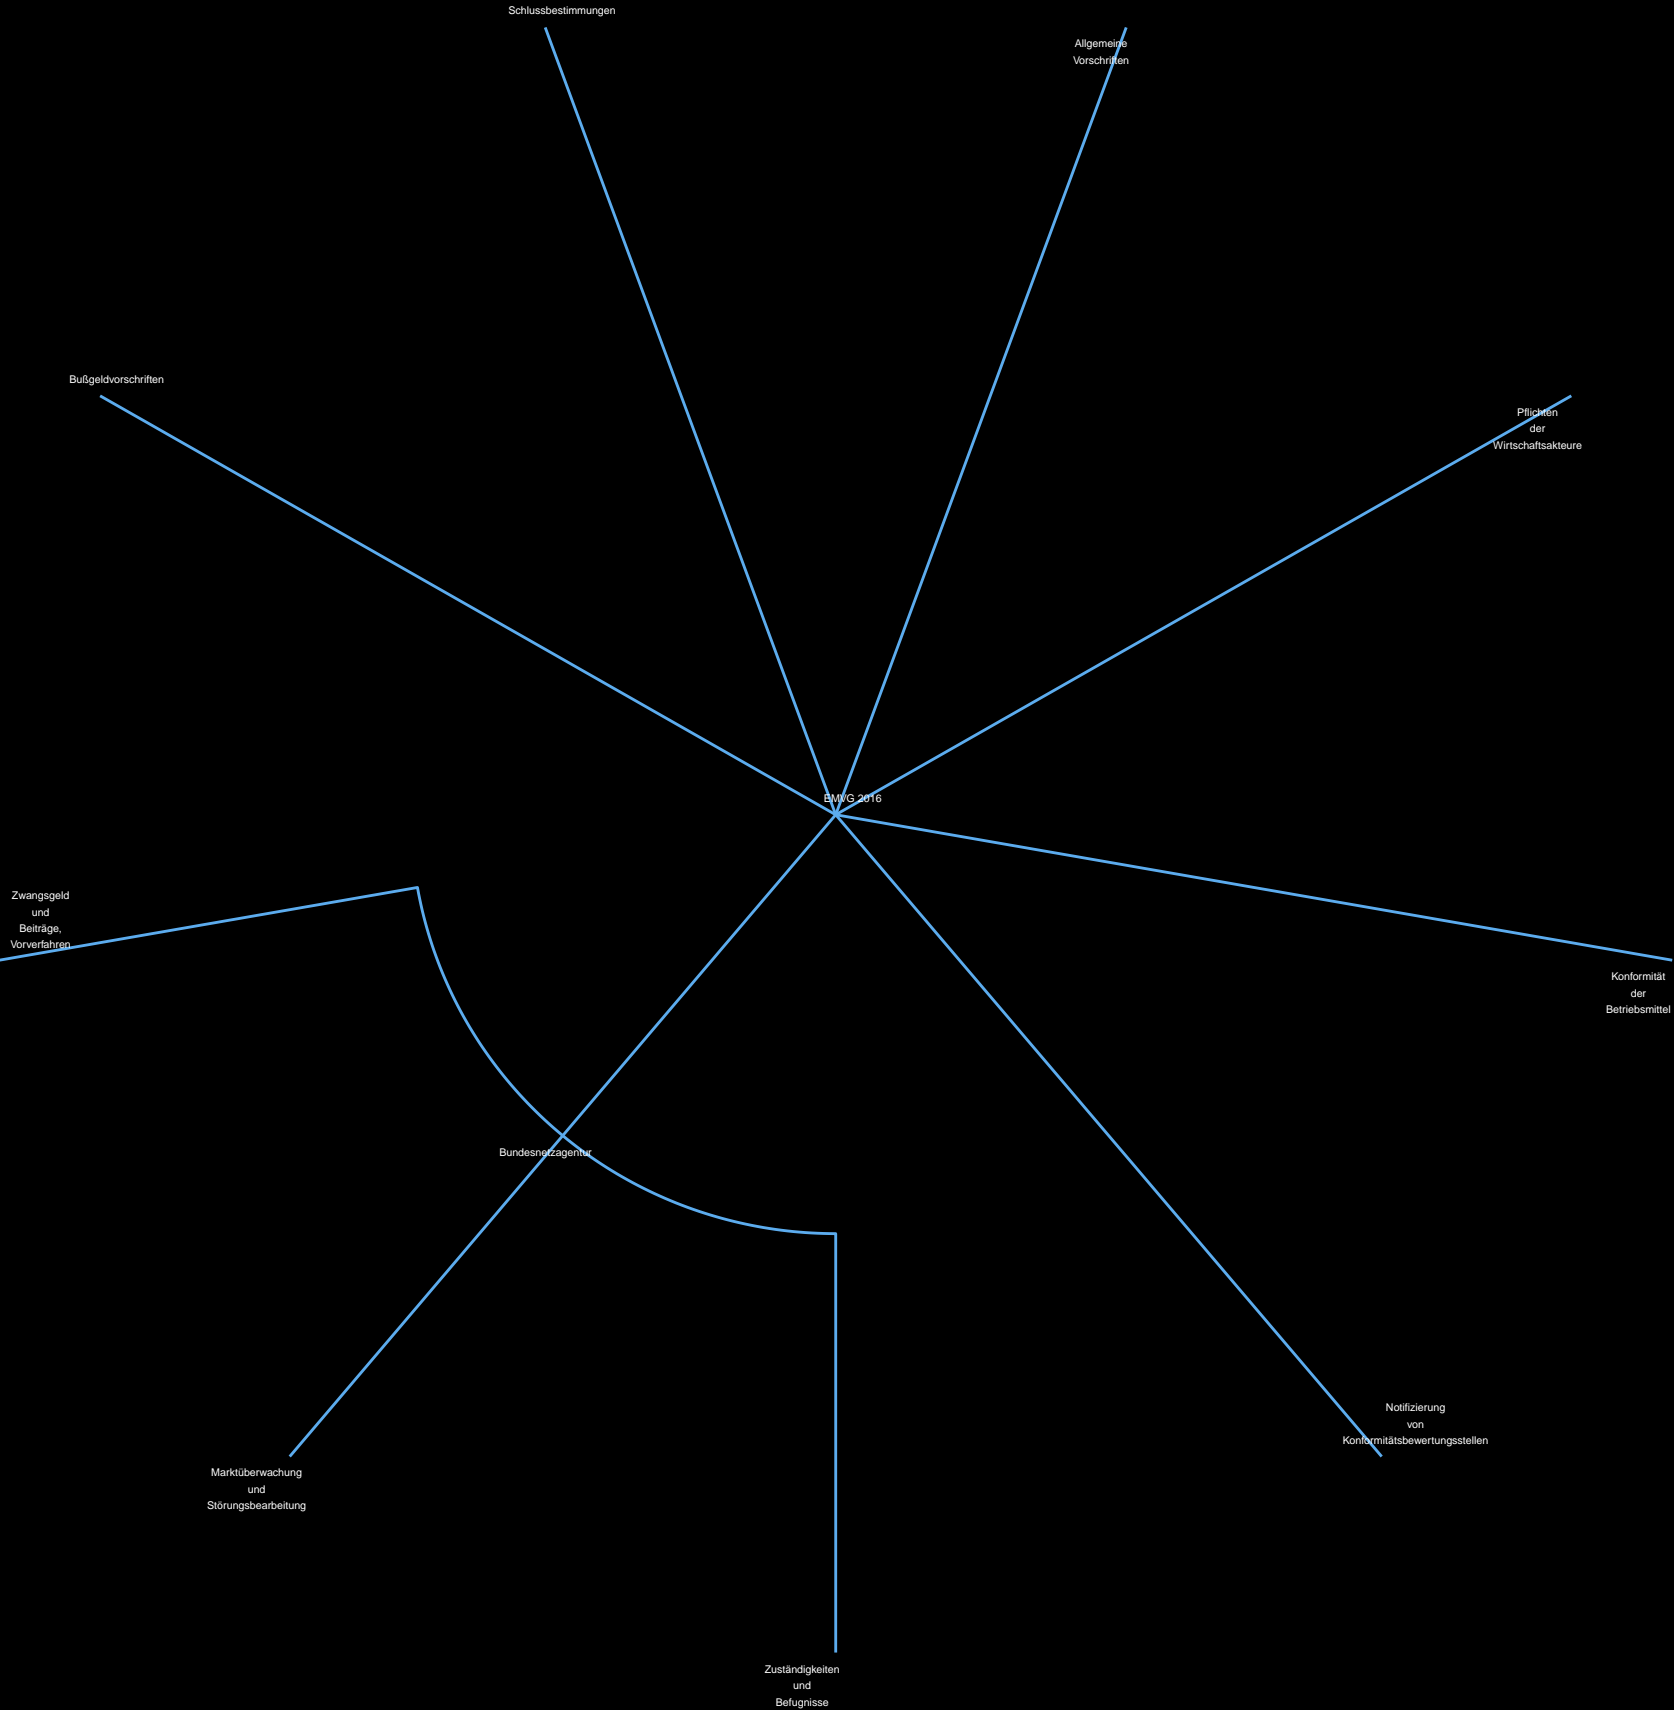 Schlussbestimmungen
Allgemeine
Vorschriften
Bußgeldvorschriften
Pflichten
der
Wirtschaftsakteure
EMVG 2016
Zwangsgeld
und
Beiträge,
Vorverfahren
Konformität
der
Betriebsmittel
Bundesnetzagentur
Notifizierung
von
Konformitätsbewertungsstellen
Marktüberwachung
und
Störungsbearbeitung
Zuständigkeiten
und
Befugnisse